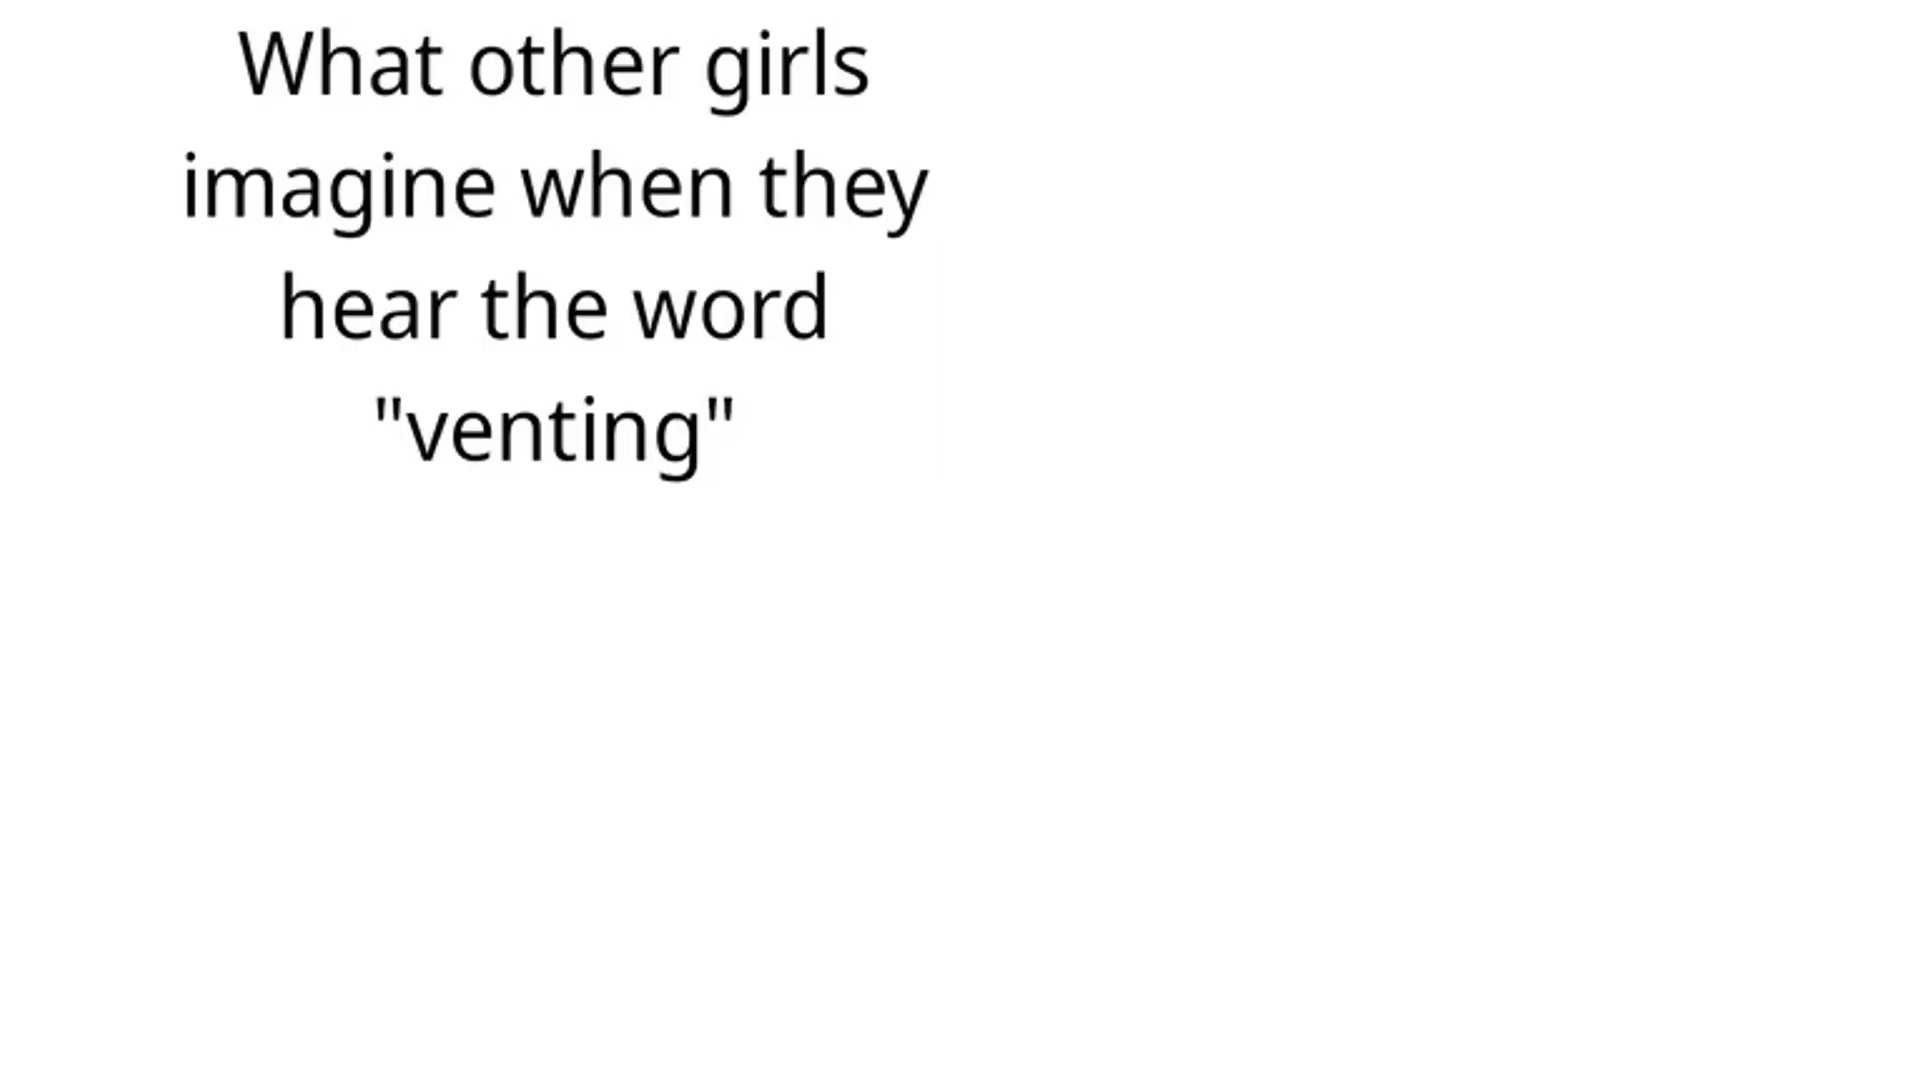 What other girls
imagine when they
hear the word
"venting"